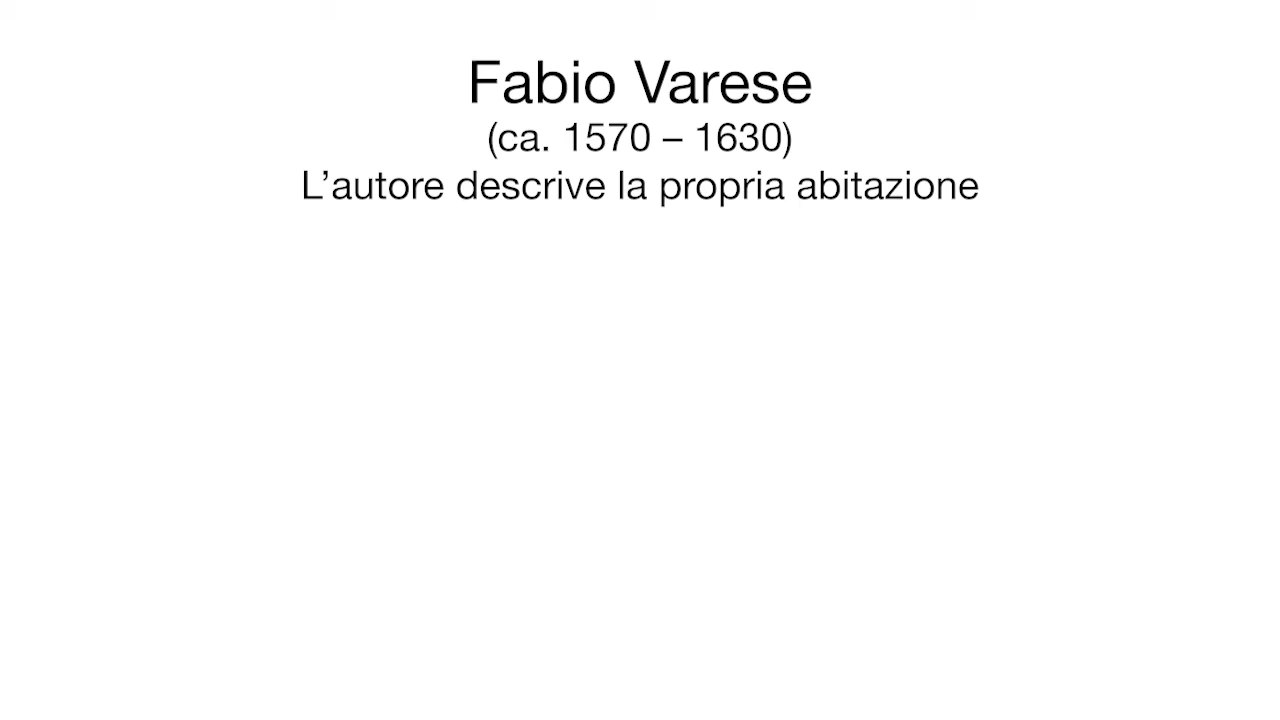 Fabio Varese
(ca. 1570 – 1630)
L’autore descrive la propria abitazione